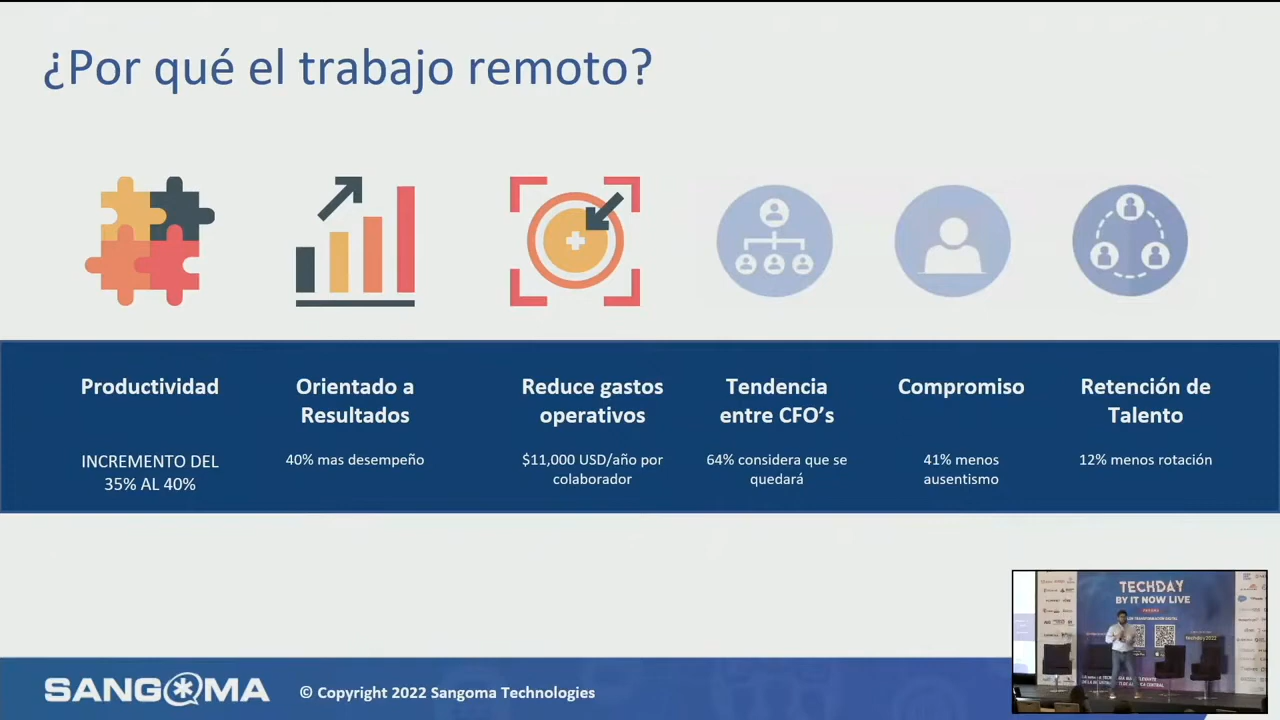 ¿Por qué el trabajo remoto?
Productividad
INCREMENTO DEL
35% AL 40%
Orientado a
Resultados
40% mas desempeño
Reduce gastos
operativos
$11,000 USD/año por
colaborador
Tendencia
entre CFO's
64% considera que se
quedará
Compromiso
41% menos
ausentismo
Retención de
Talento
12% menos rotación
SANGOMA
© Copyright 2022 Sangoma Technologies
TECHDAY
BY IT NOW LIVE